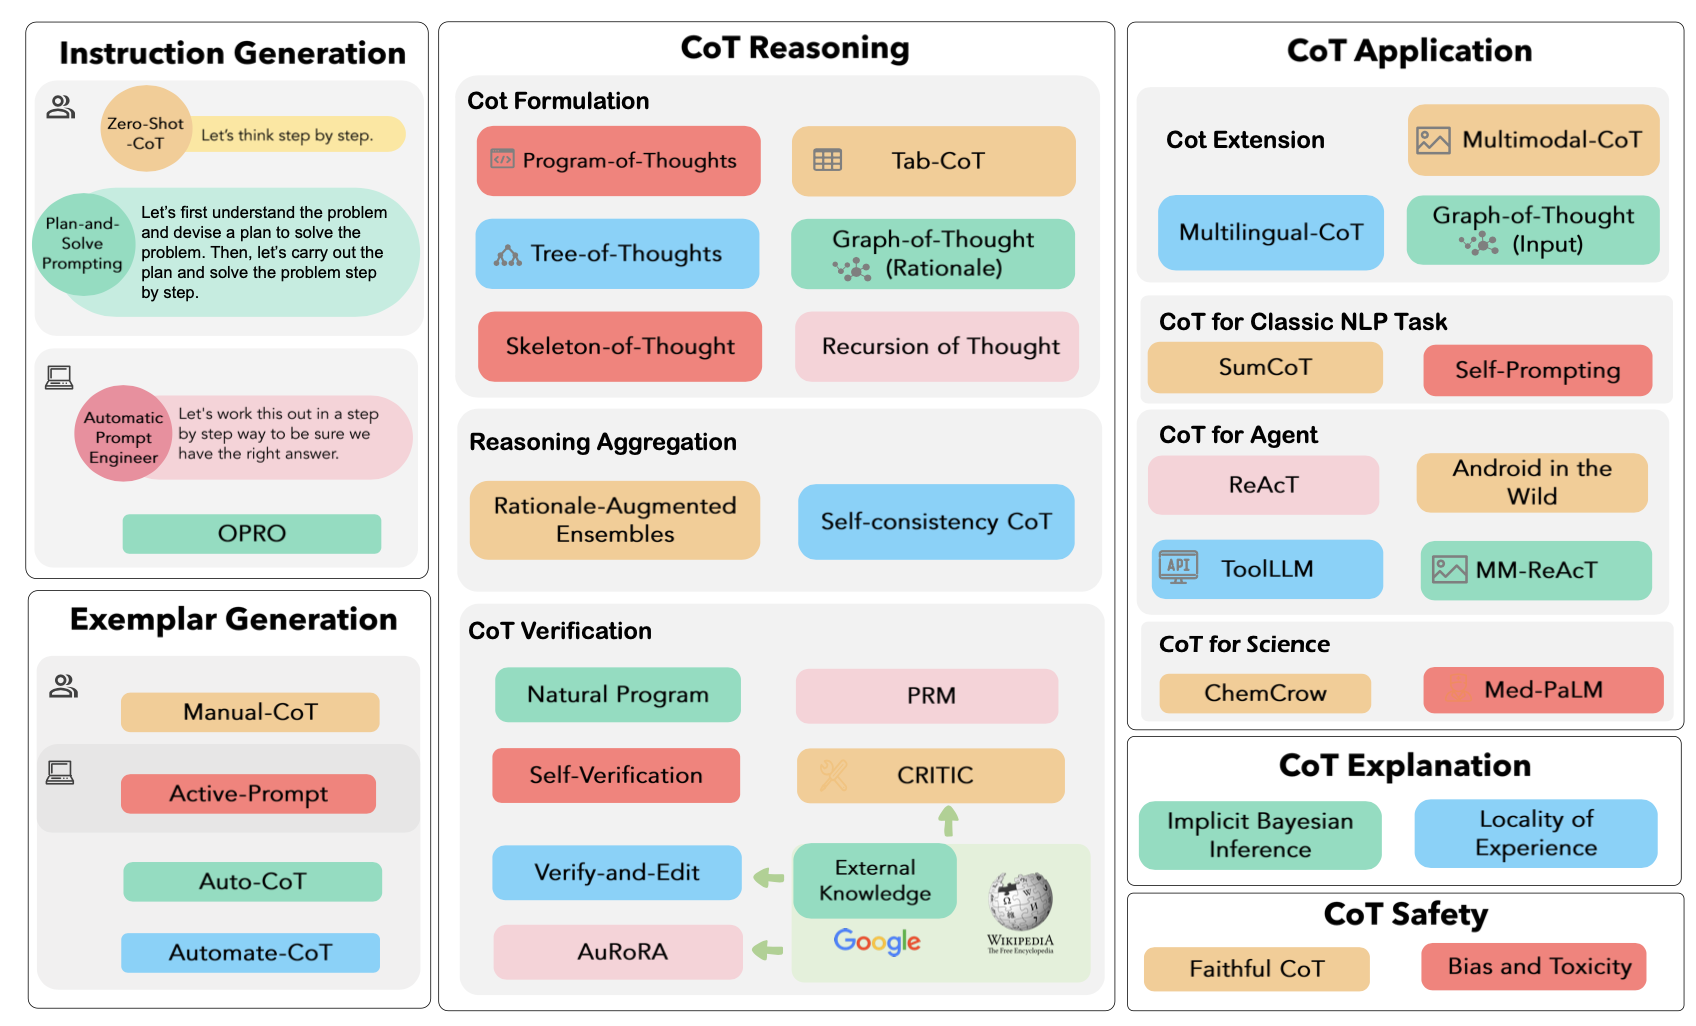 Instruction Generation
Zero-Shot
-CoT
Let's think step by step.
Plan-and-
Solve
Prompting
Let's first understand the problem
and devise a plan to solve the
problem. Then, let's carry out the
plan and solve the problem step
by step.
Automatic
Prompt
Engineer
Let's work this out in a step
by step way to be sure we
have the right answer.
OPRO
Exemplar Generation
Manual-CoT
Active-Prompt
Auto-CoT
Automate-CoT
CoT Reasoning
Cot Formulation
</> Program-of-Thoughts
Tab-CoT
Tree-of-Thoughts
Graph-of-Thought
(Rationale)
Skeleton-of-Thought
Recursion of Thought
Reasoning Aggregation
Rationale-Augmented
Ensembles
Self-consistency CoT
CoT Verification
Natural Program
PRM
Self-Verification
CRITIC
Verify-and-Edit
External
Knowledge
AuRoRA
Google
WIKIPEDIA
The Free Encyclopedia
CoT Application
Cot Extension
Multimodal-CoT
Multilingual-CoT
Graph-of-Thought
(Input)
CoT for Classic NLP Task
SumCoT
Self-Prompting
CoT for Agent
ReAcT
Android in the
Wild
API
ToolLLM
MM-ReAcT
CoT for Science
ChemCrow
Med-PaLM
CoT Explanation
Implicit Bayesian
Inference
Locality of
Experience
CoT Safety
Faithful CoT
Bias and Toxicity